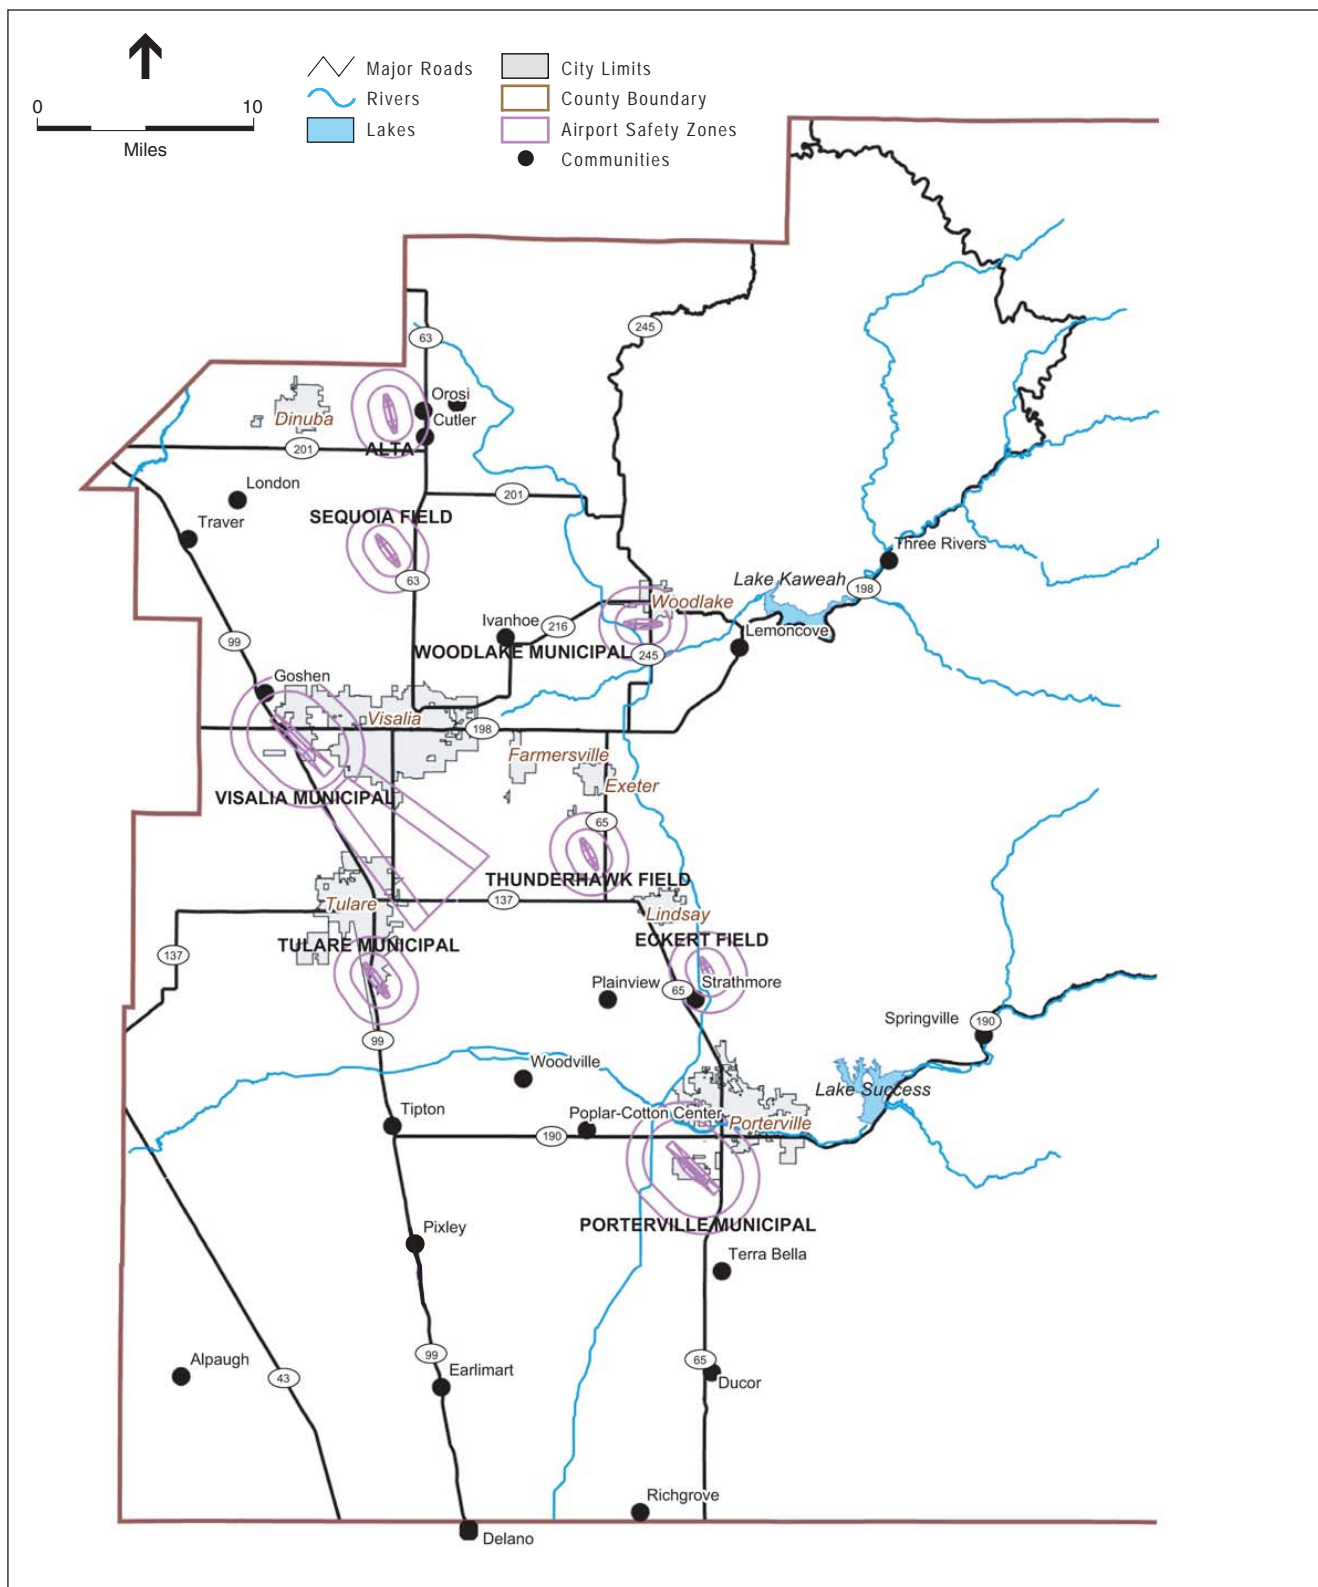 0 10
Miles
Major Roads
Rivers
Lakes
City Limits
County Boundary
Airport Safety Zones
Communities
245
63
Orosi
Dinuba
Cutler
201
ALTA
London
201
Traver
SEQUOIA FIELD
Three Rivers
63
Lake Kaweah
198
Woodlake
Ivanhoe
216
Lemoncove
99
WOODLAKE MUNICIPAL
245
Goshen
Visalia
198
Farmersville
Exeter
VISALIA MUNICIPAL
65
THUNDERHAWK FIELD
137
Tulare
Lindsay
TULARE MUNICIPAL
ECKERT FIELD
137
Plainview
65
Strathmore
Springville
190
99
Woodville
Lake Success
Tipton
Poplar-Cotton Center
Porterville
190
PORTERVILLE MUNICIPAL
Pixley
Terra Bella
99
Alpaugh
65
Earlimart
43
Ducor
Richgrove
Delano